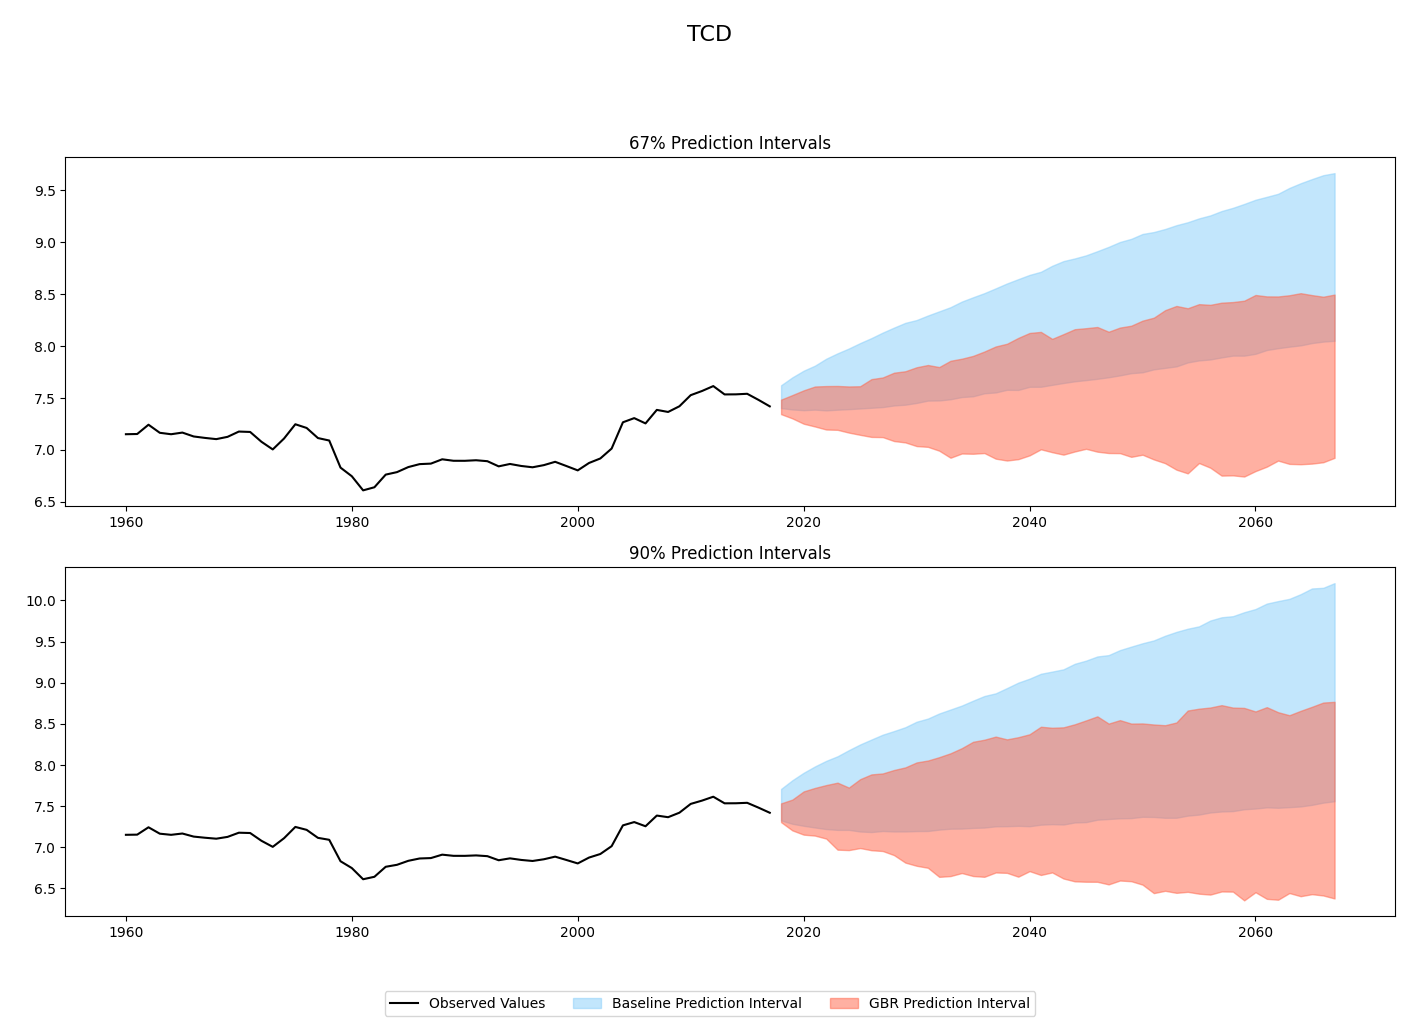 TCD
67% Prediction Intervals
9.5
9.0
8.5
8.0
7.5
7.0
6.5
1960 1980 2000 2020 2040 2060
90% Prediction Intervals
10.0
9.5
9.0
8.5
8.0
7.5
7.0
6.5
1960 1980 2000 2020 2040 2060
Observed Values Baseline Prediction Interval GBR Prediction Interval